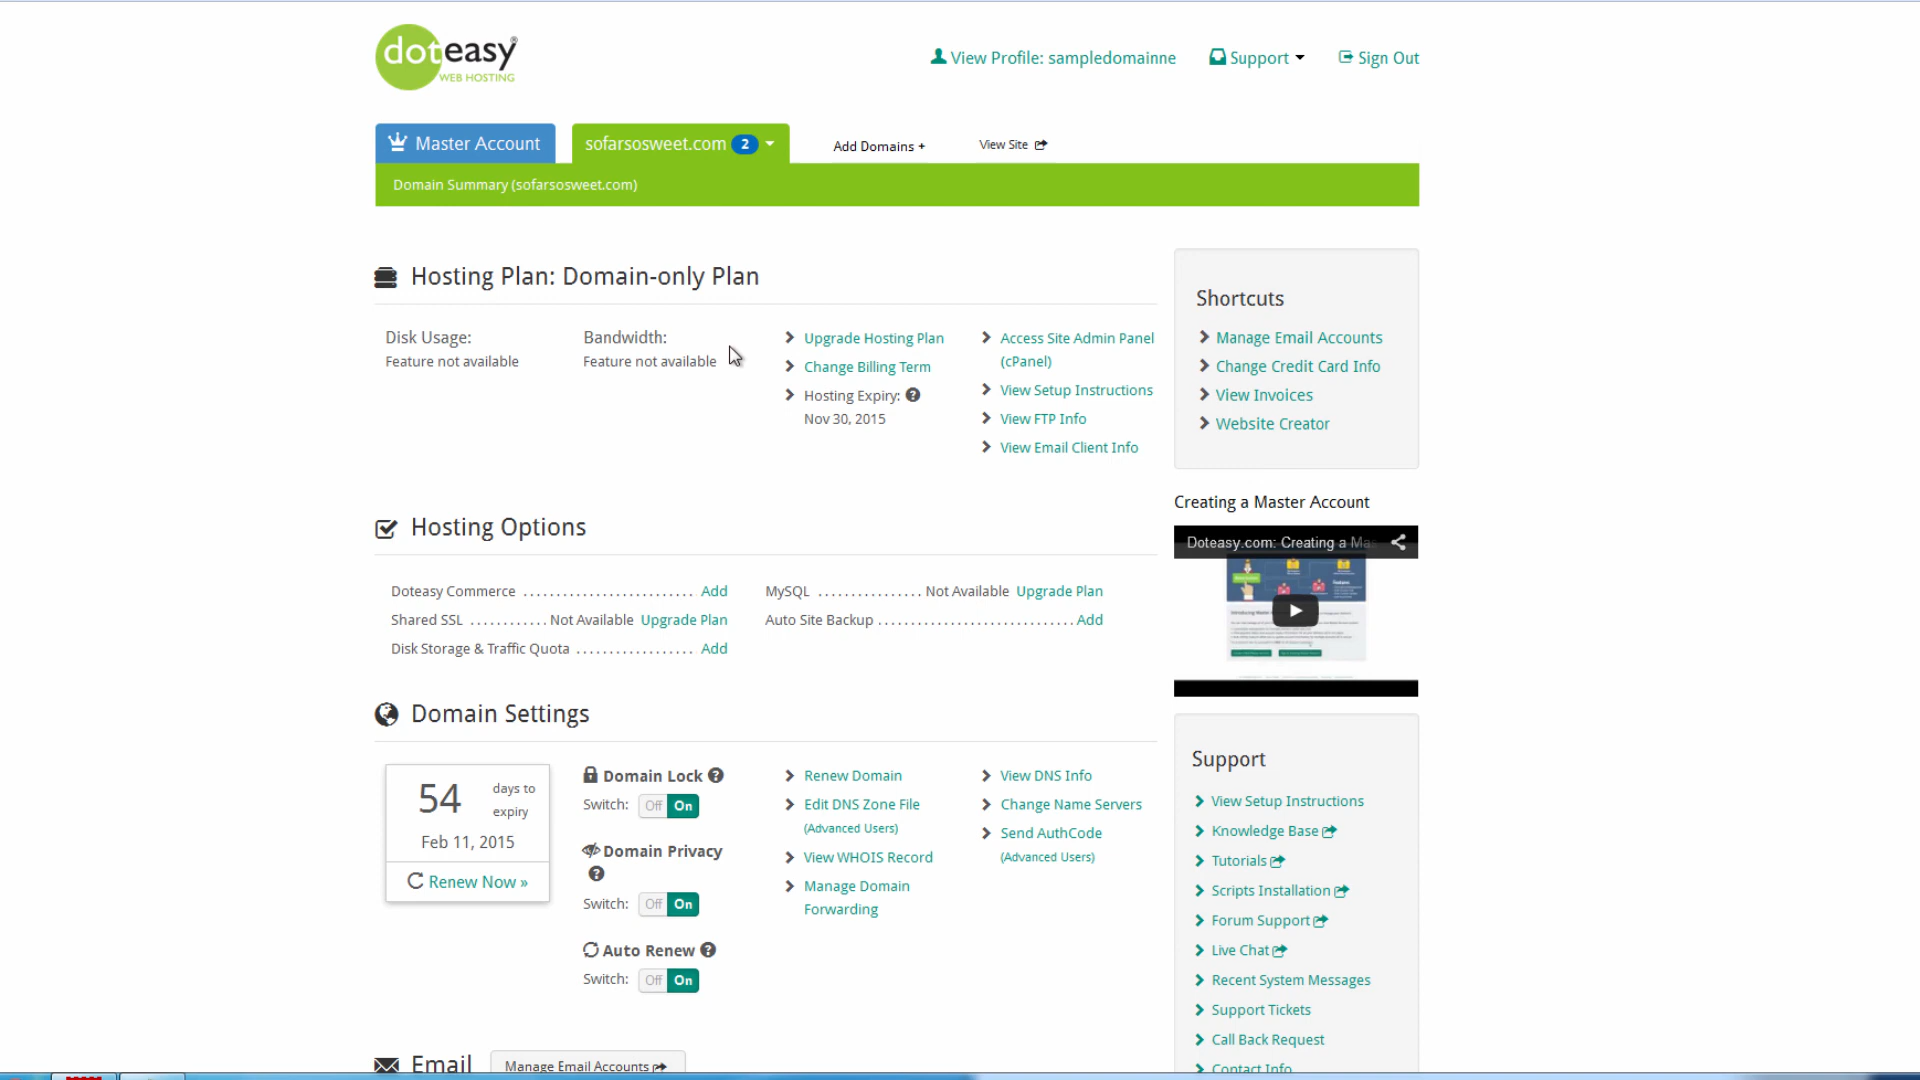 doteasy®
WEB HOSTING
View Profile: sampledomainne
Support
Sign Out
Master Account
sofarsosweet.com 2
Add Domains +
View Site
Domain Summary (sofarsosweet.com)
Hosting Plan: Domain-only Plan
Disk Usage:
Feature not available
Bandwidth:
Feature not available
Upgrade Hosting Plan
Change Billing Term
Hosting Expiry:
Nov 30, 2015
Access Site Admin Panel
(cPanel)
View Setup Instructions
View FTP Info
View Email Client Info
Shortcuts
Manage Email Accounts
Change Credit Card Info
View Invoices
Website Creator
Creating a Master Account
Doteasy.com: Creating a Ma
Hosting Options
Doteasy Commerce ........................ Add
Shared SSL ........... Not Available Upgrade Plan
Disk Storage & Traffic Quota ................. Add
MySQL ............... Not Available Upgrade Plan
Auto Site Backup ............................ Add
Domain Settings
54
days to
expiry
Feb 11, 2015
Renew Now »
Domain Lock
Switch: Off On
Domain Privacy
Switch: Off On
Auto Renew
Switch: Off On
Renew Domain
Edit DNS Zone File
(Advanced Users)
View WHOIS Record
Manage Domain
Forwarding
View DNS Info
Change Name Servers
Send AuthCode
(Advanced Users)
Support
View Setup Instructions
Knowledge Base
Tutorials
Scripts Installation
Forum Support
Live Chat
Recent System Messages
Support Tickets
Call Back Request
Contact Info
Email
Manage Email Accounts